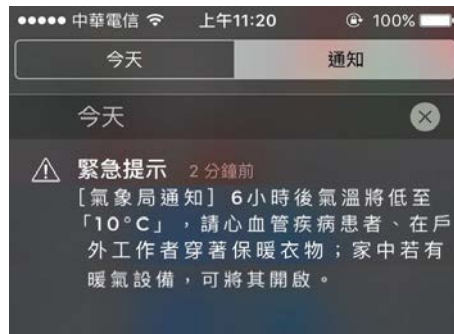 中華電信 上午11:20 100%
今天 通知
今天
緊急提示 2 分鐘前
[氣象局通知] 6小時後氣溫將低至
「10°C」,請心血管疾病患者、在戶
外工作者穿著保暖衣物;家中若有
暖氣設備,可將其開啟。